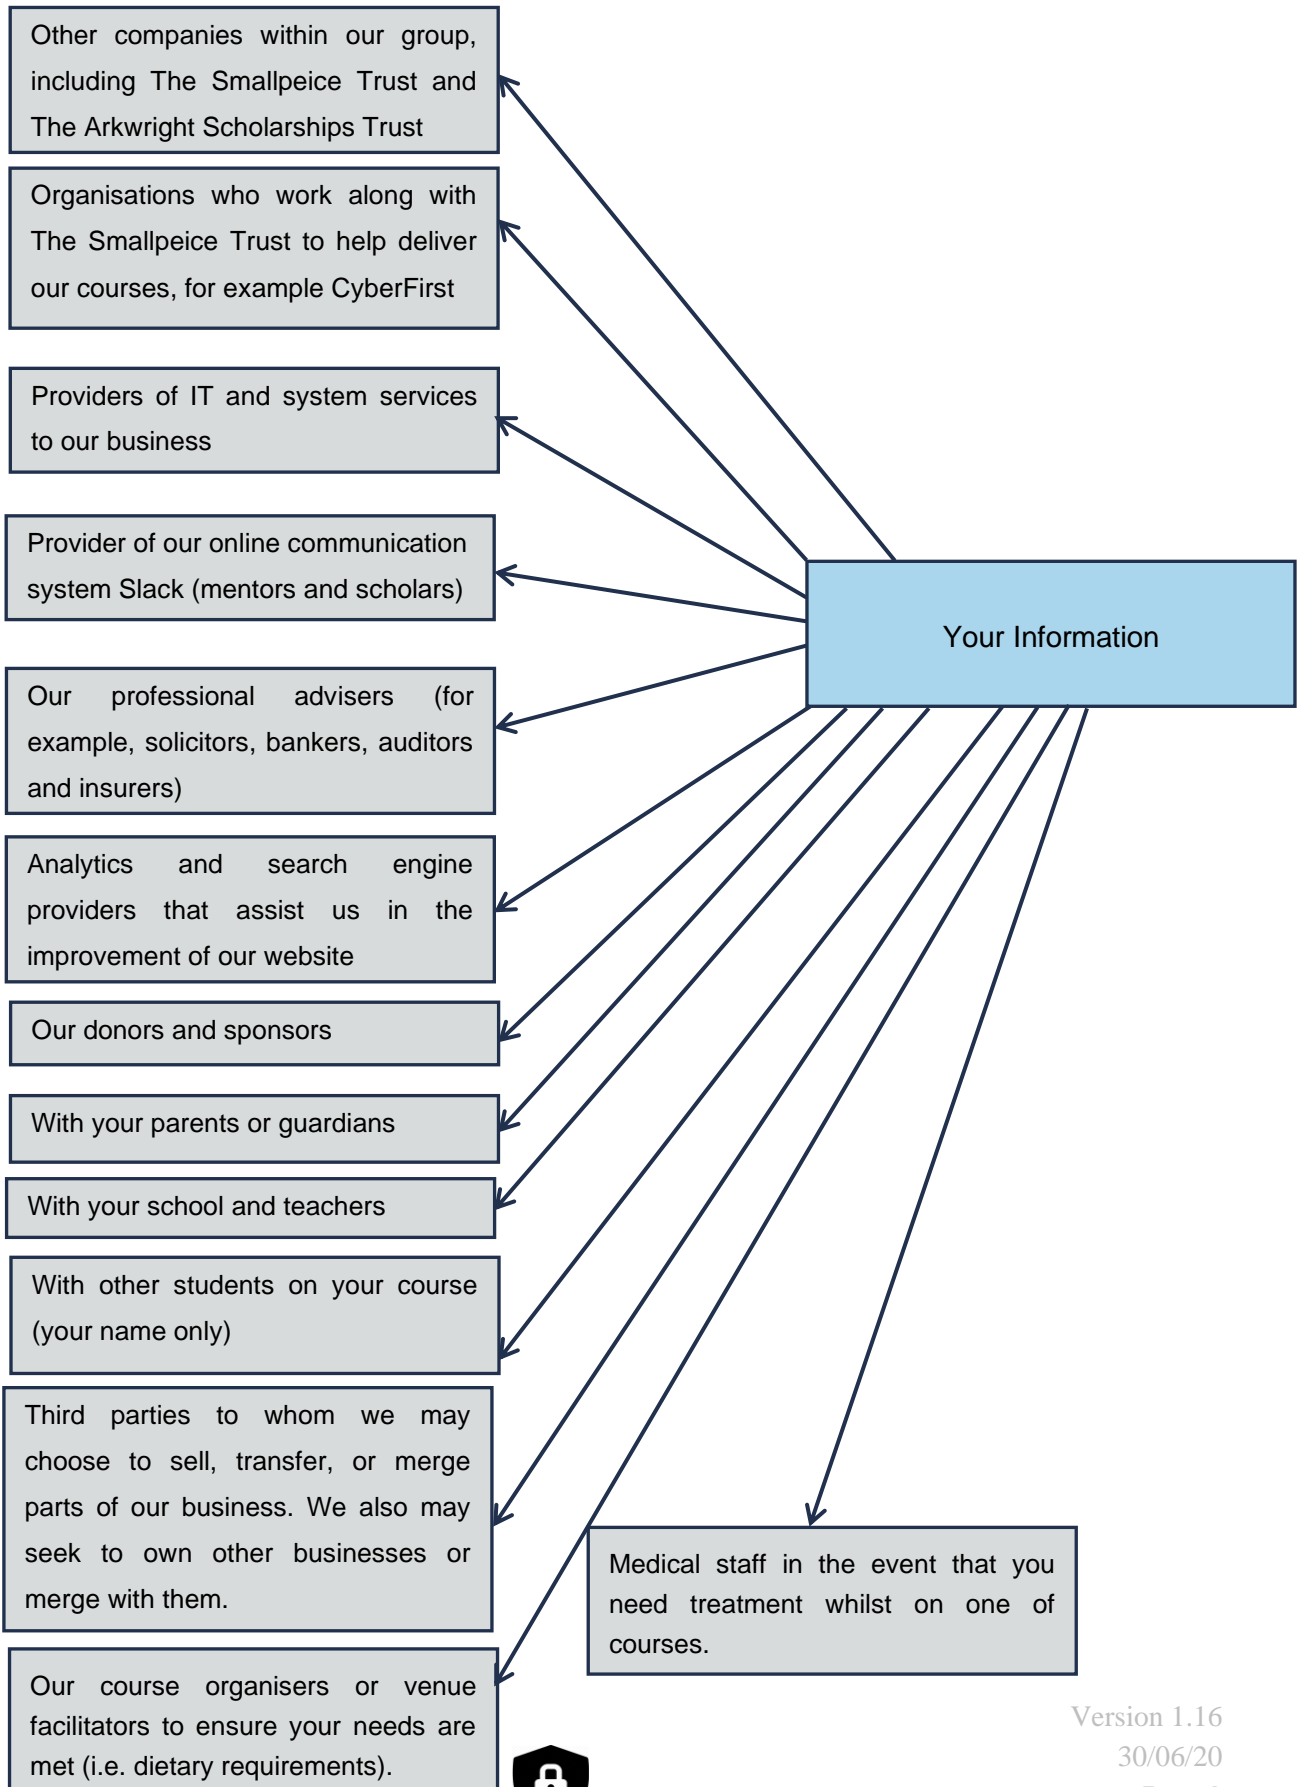 Other companies within our group,
including The Smallpeice Trust and
The Arkwright Scholarships Trust
Organisations who work along with
The Smallpeice Trust to help deliver
our courses, for example CyberFirst
Providers of IT and system services
to our business
Provider of our online communication
system Slack (mentors and scholars)
Your Information
Our professional advisers (for
example, solicitors, bankers, auditors
and insurers)
Analytics and search engine
providers that assist us in the
improvement of our website
Our donors and sponsors
With your parents or guardians
With your school and teachers
With other students on your course
(your name only)
Third parties to whom we may
choose to sell, transfer, or merge
parts of our business. We also may
seek to own other businesses or
merge with them.
Medical staff in the event that you
need treatment whilst on one of
courses.
Our course organisers or venue
facilitators to ensure your needs are
met (i.e. dietary requirements).
Version 1.16
30/06/20